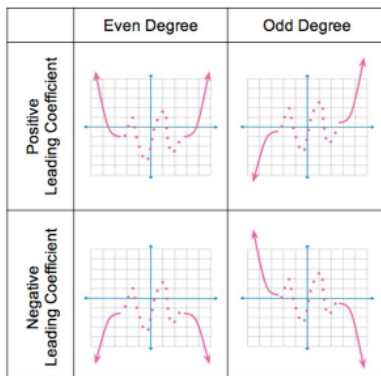 Even Degree
Odd Degree
Positive
Leading Coefficient
Negative
Leading Coefficient